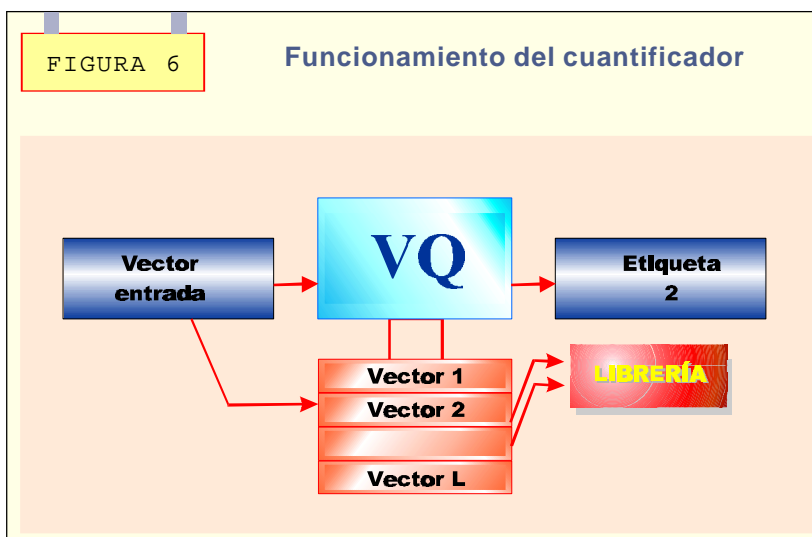 FIGURA 6
Funcionamiento del cuantificador
Vector
entrada
VQ
Etiqueta
2
Vector 1
Vector 2
Vector L
LIBRERÍA